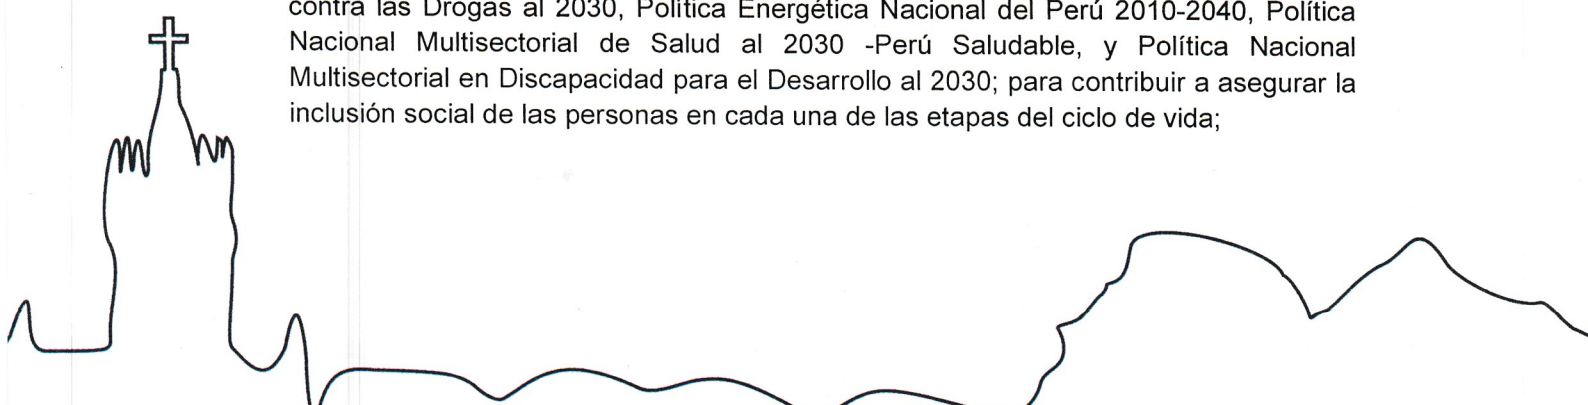 contra las Drogas al 2030, Política Energética Nacional del Perú 2010-2040, Política
Nacional Multisectorial de Salud al 2030 -Perú Saludable, y Política Nacional
Multisectorial en Discapacidad para el Desarrollo al 2030; para contribuir a asegurar la
inclusión social de las personas en cada una de las etapas del ciclo de vida;